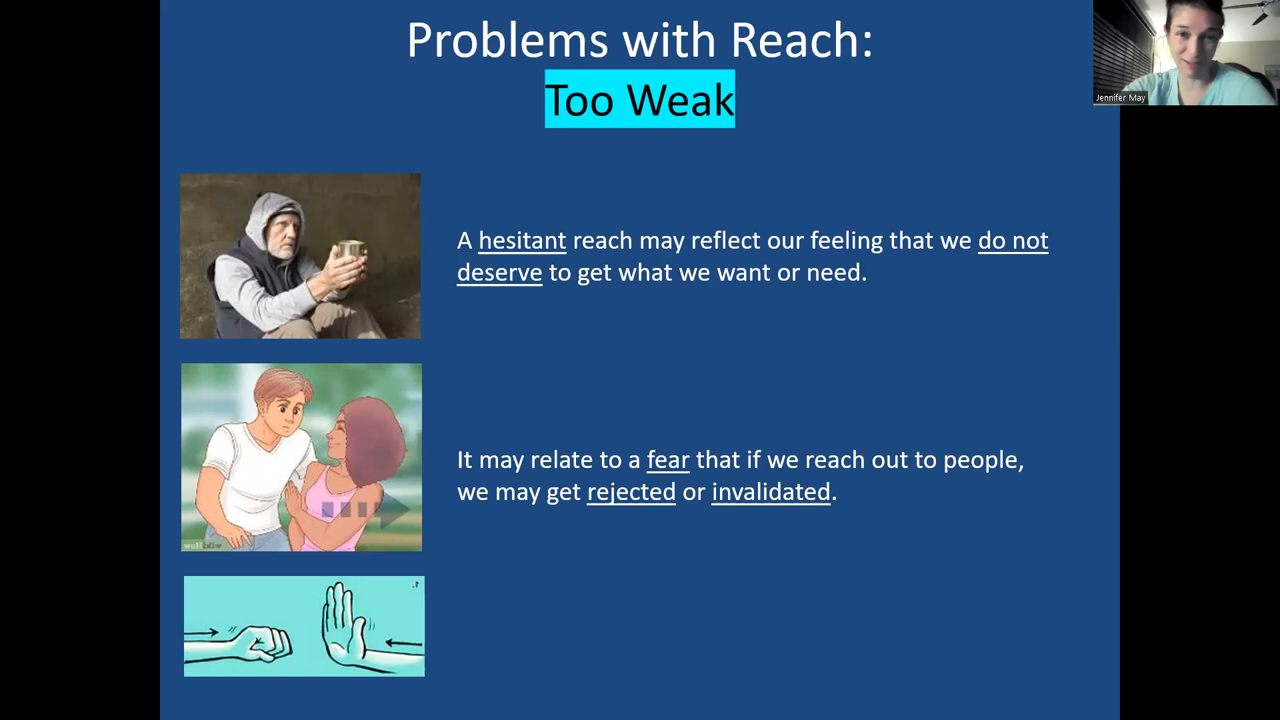 Problems with Reach:
Too Weak
Jennifer May
A hesitant reach may reflect our feeling that we do not
deserve to get what we want or need.
It may relate to a fear that if we reach out to people,
we may get rejected or invalidated.
wikiHow
1.